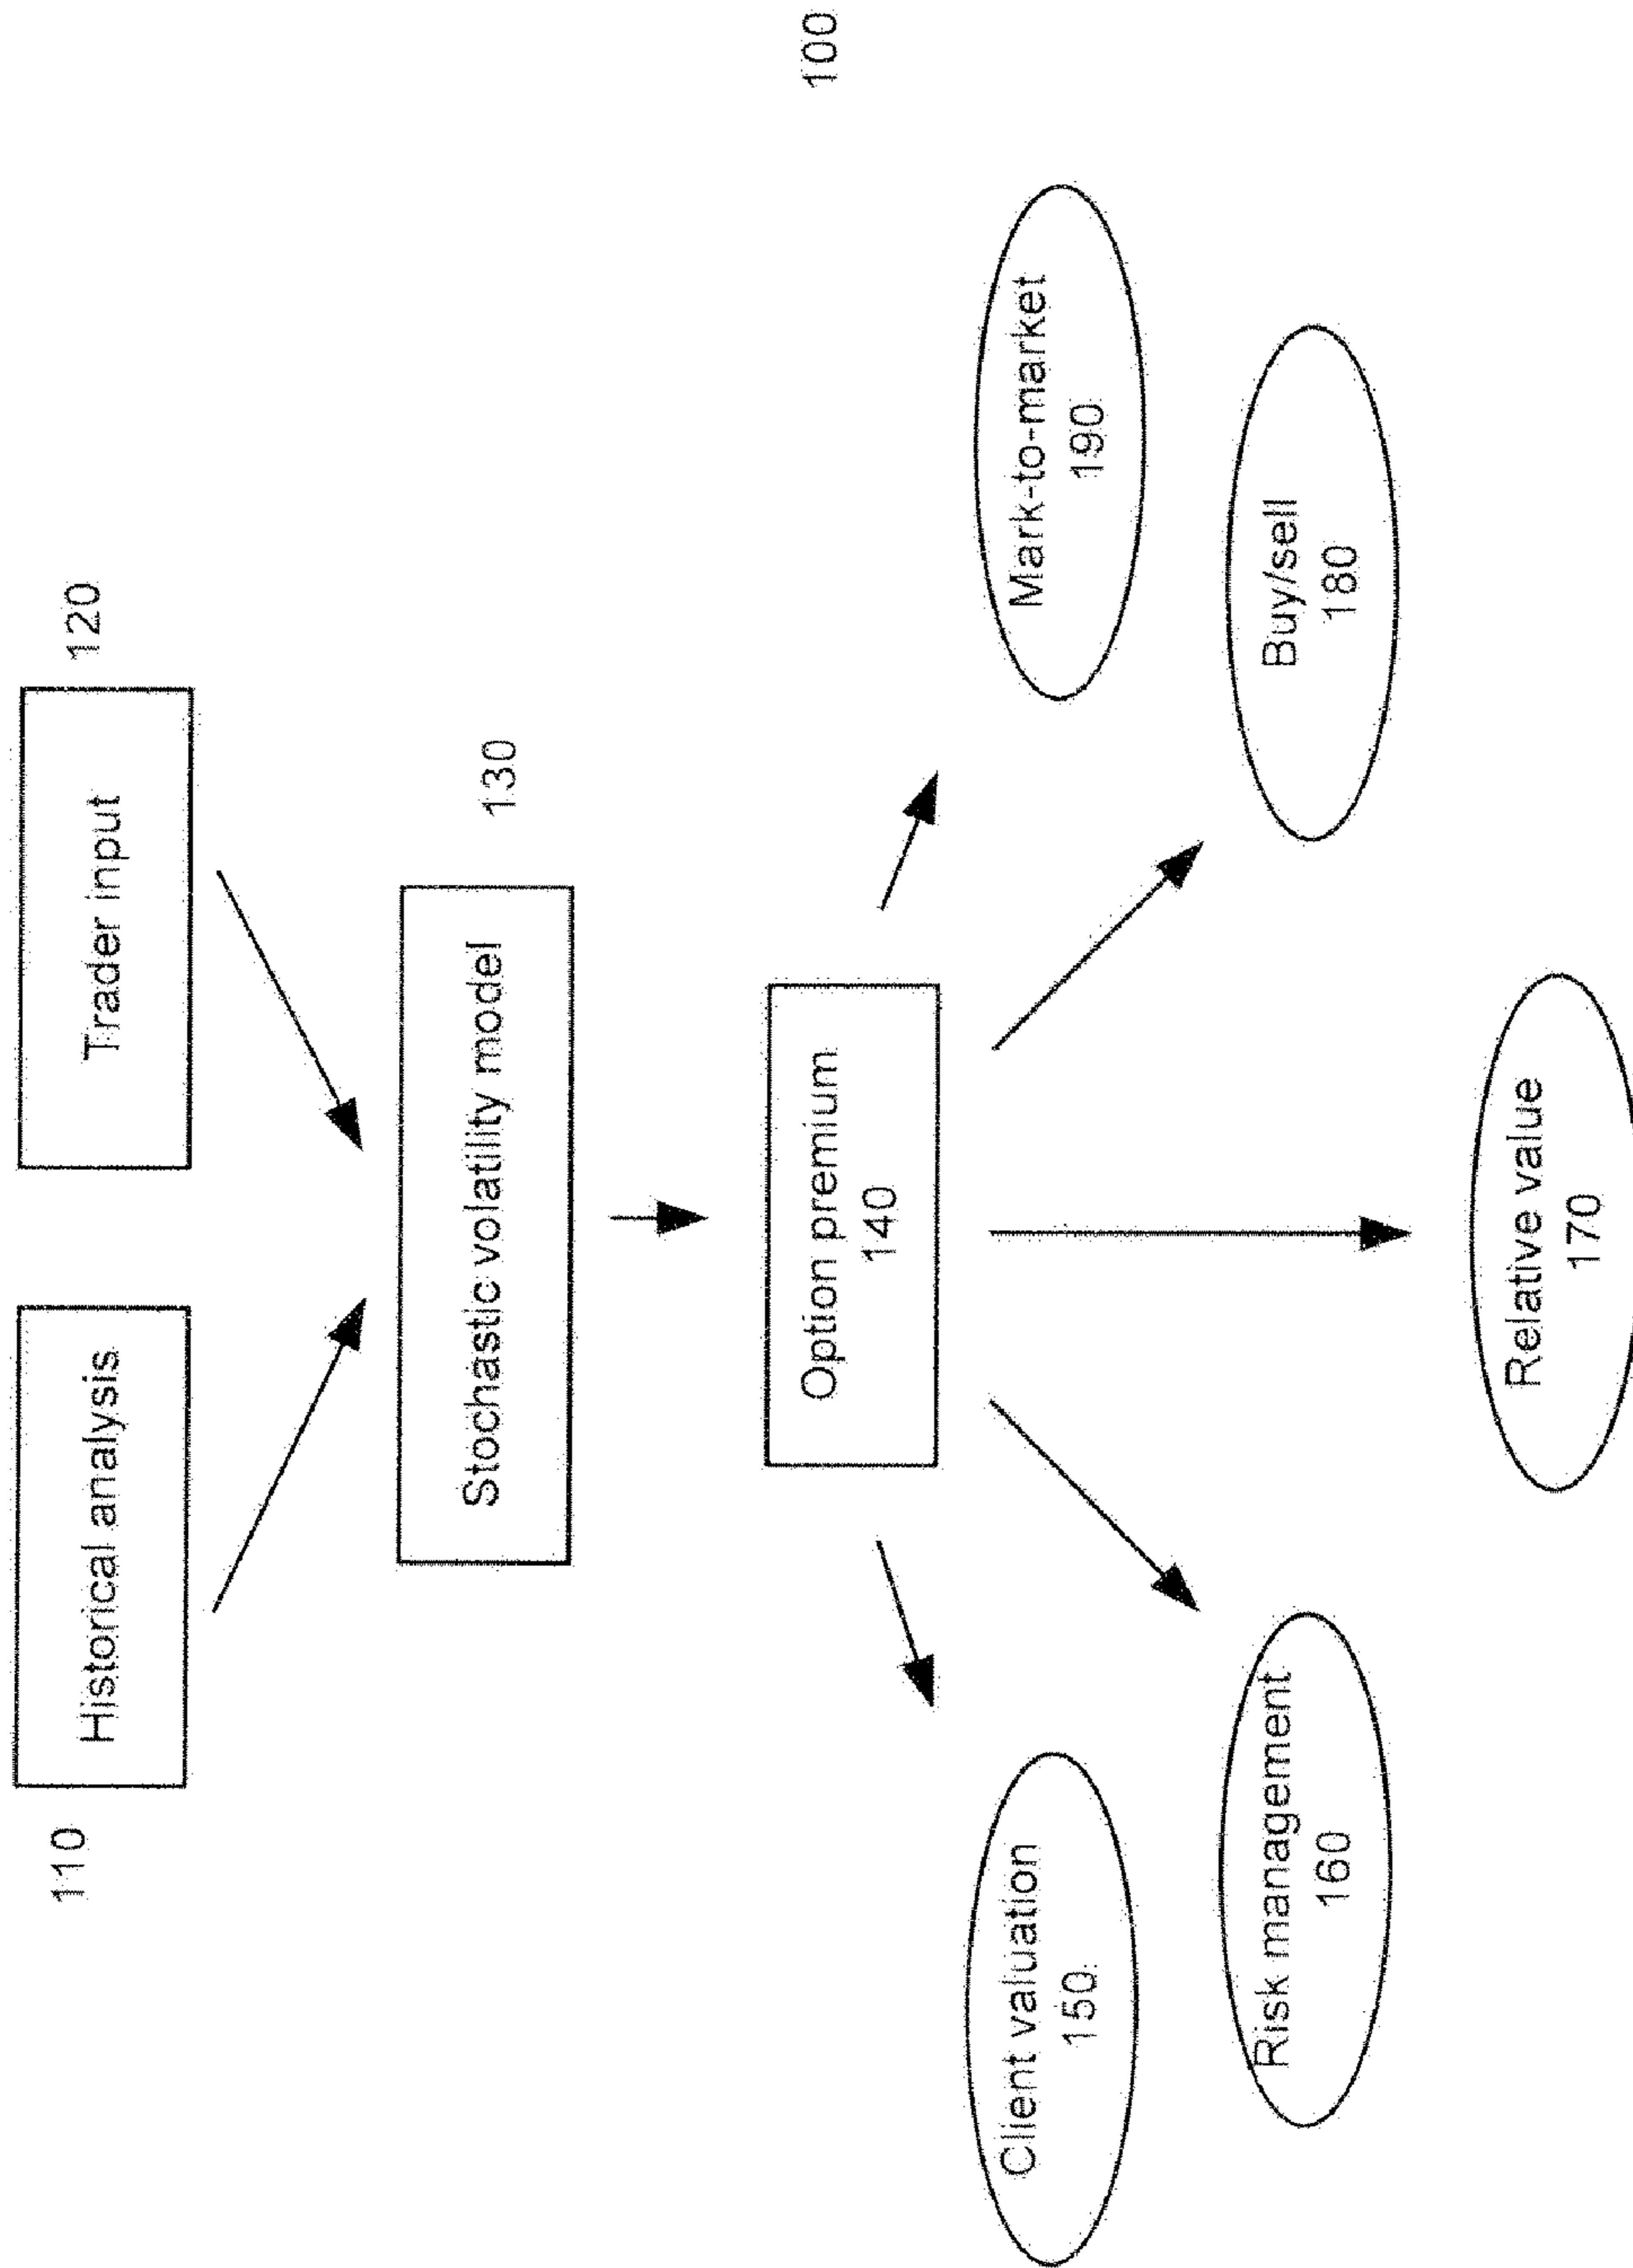 110
Historical analysis
Trader input
120
Stochastic volatility model
130
Option premium
140
100
Client valuation
150
Mark-to-market
190
Risk management
160
Buy/sell
180
Relative value
170